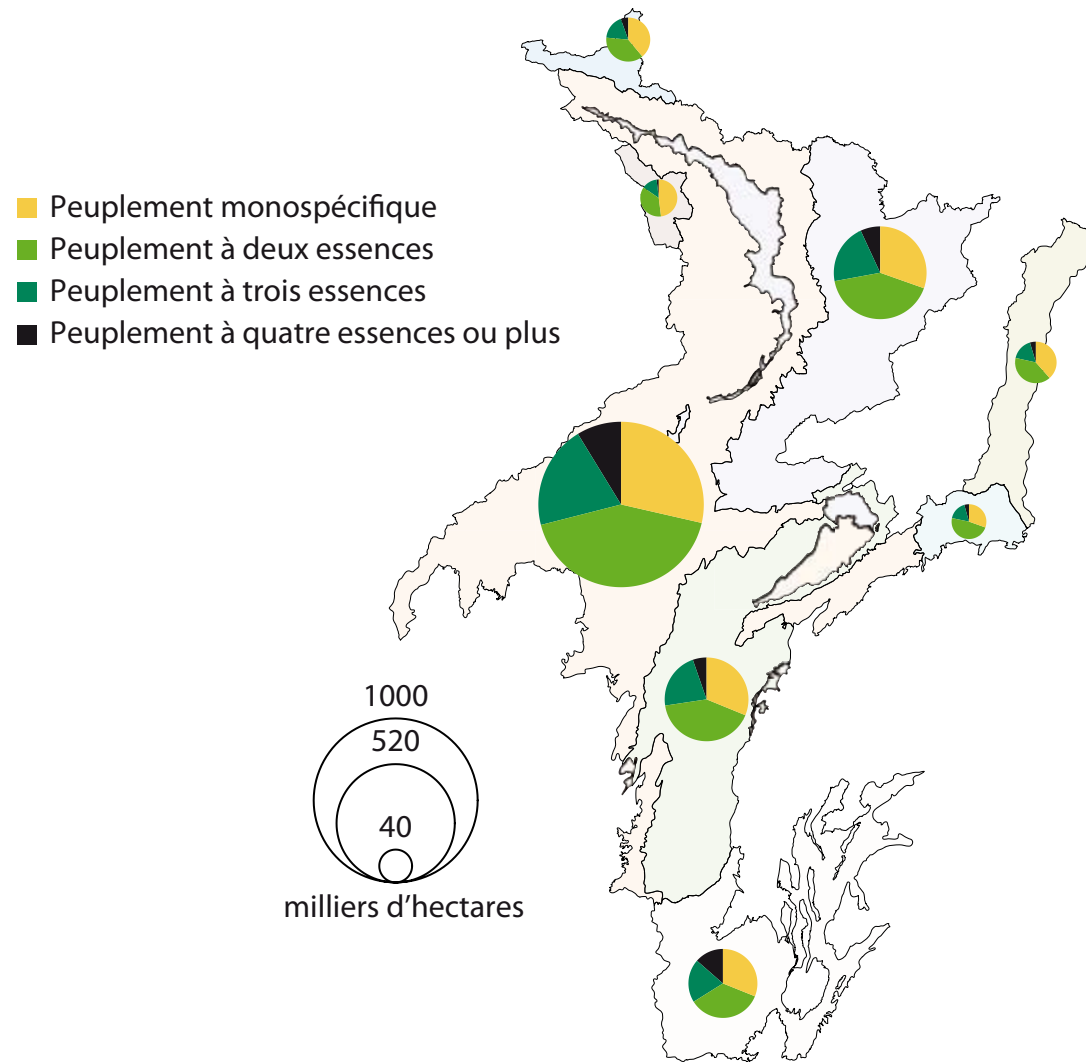 Peuplement monospécifique
Peuplement à deux essences
Peuplement à trois essences
Peuplement à quatre essences ou plus
1000
520
40
milliers d’hectares